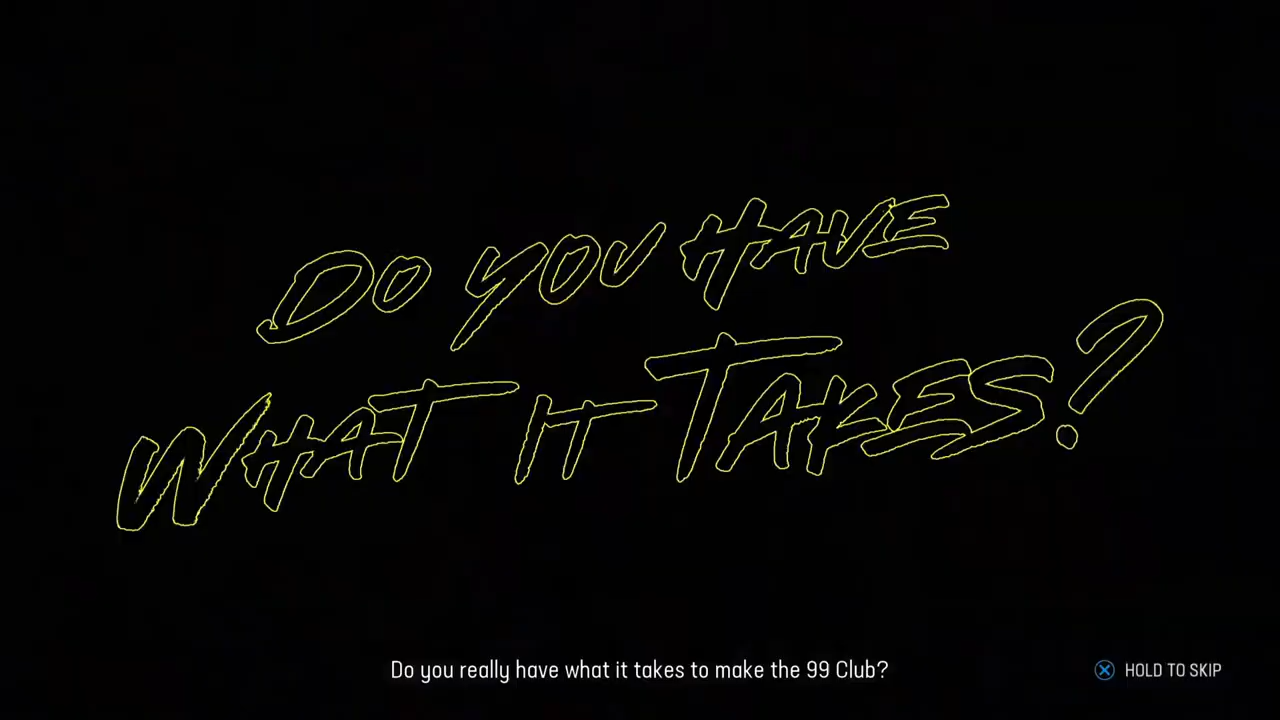 DO YOU HAVE
WHAT IT TAKES?
Do you really have what it takes to make the 99 Club?
HOLD TO SKIP